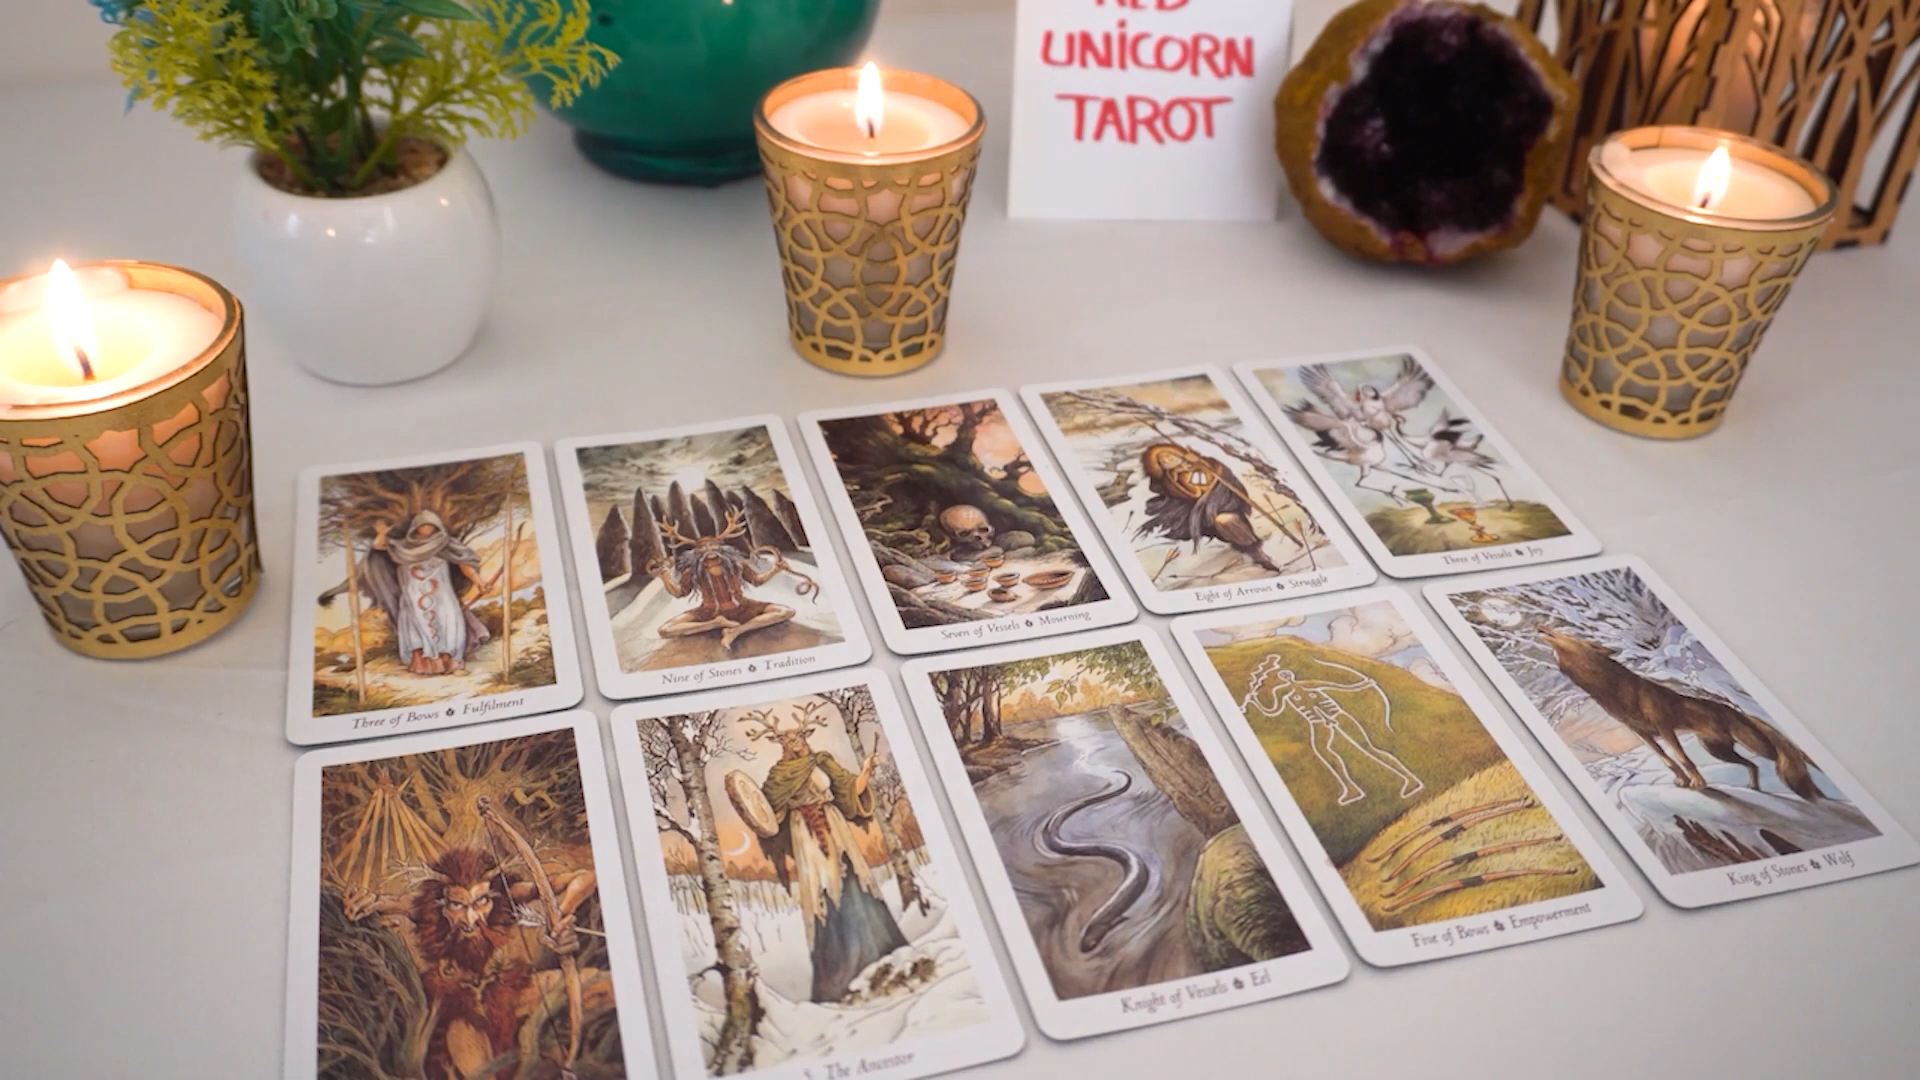 RED
UNICORN
TAROT
Three of Bows Fulfilment
Nine of Stones Tradition
Seven of Vessels Mourning
Eight of Arrows Struggle
Three of Vessels Joy
The Ancestor
Knight of Vessels Eel
Five of Bows Empowerment
King of Stones Wolf